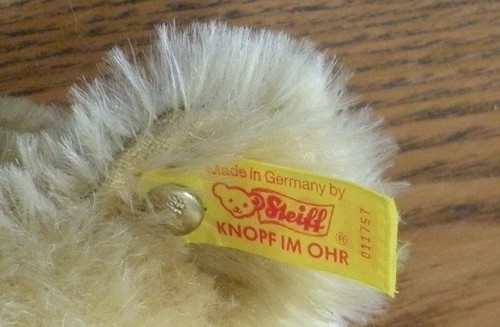 Made in Germany by
Steiff
KNOPF IM OHR ®
011757